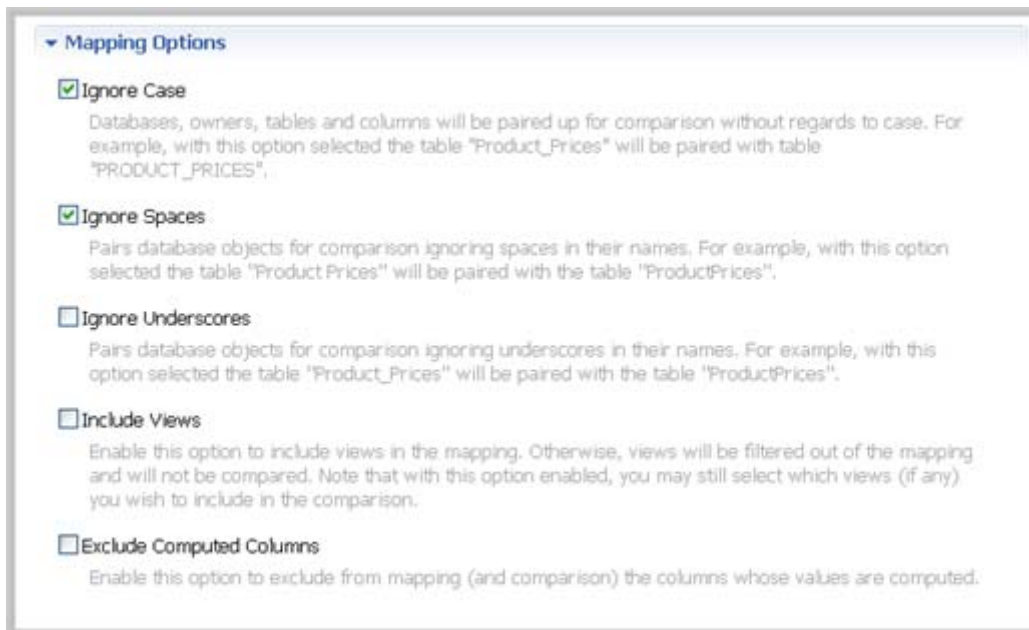 Mapping Options
Ignore Case
Databases, owners, tables and columns will be paired up for comparison without regards to case. For
example, with this option selected the table "Product_Prices" will be paired with table
"PRODUCT_PRICES".
Ignore Spaces
Pairs database objects for comparison ignoring spaces in their names. For example, with this option
selected the table "Product Prices" will be paired with the table "ProductPrices".
Ignore Underscores
Pairs database objects for comparison ignoring underscores in their names. For example, with this
option selected the table "Product_Prices" will be paired with the table "ProductPrices".
Include Views
Enable this option to include views in the mapping. Otherwise, views will be filtered out of the mapping
and will not be compared. Note that with this option enabled, you may still select which views (if any)
you wish to include in the comparison.
Exclude Computed Columns
Enable this option to exclude from mapping (and comparison) the columns whose values are computed.